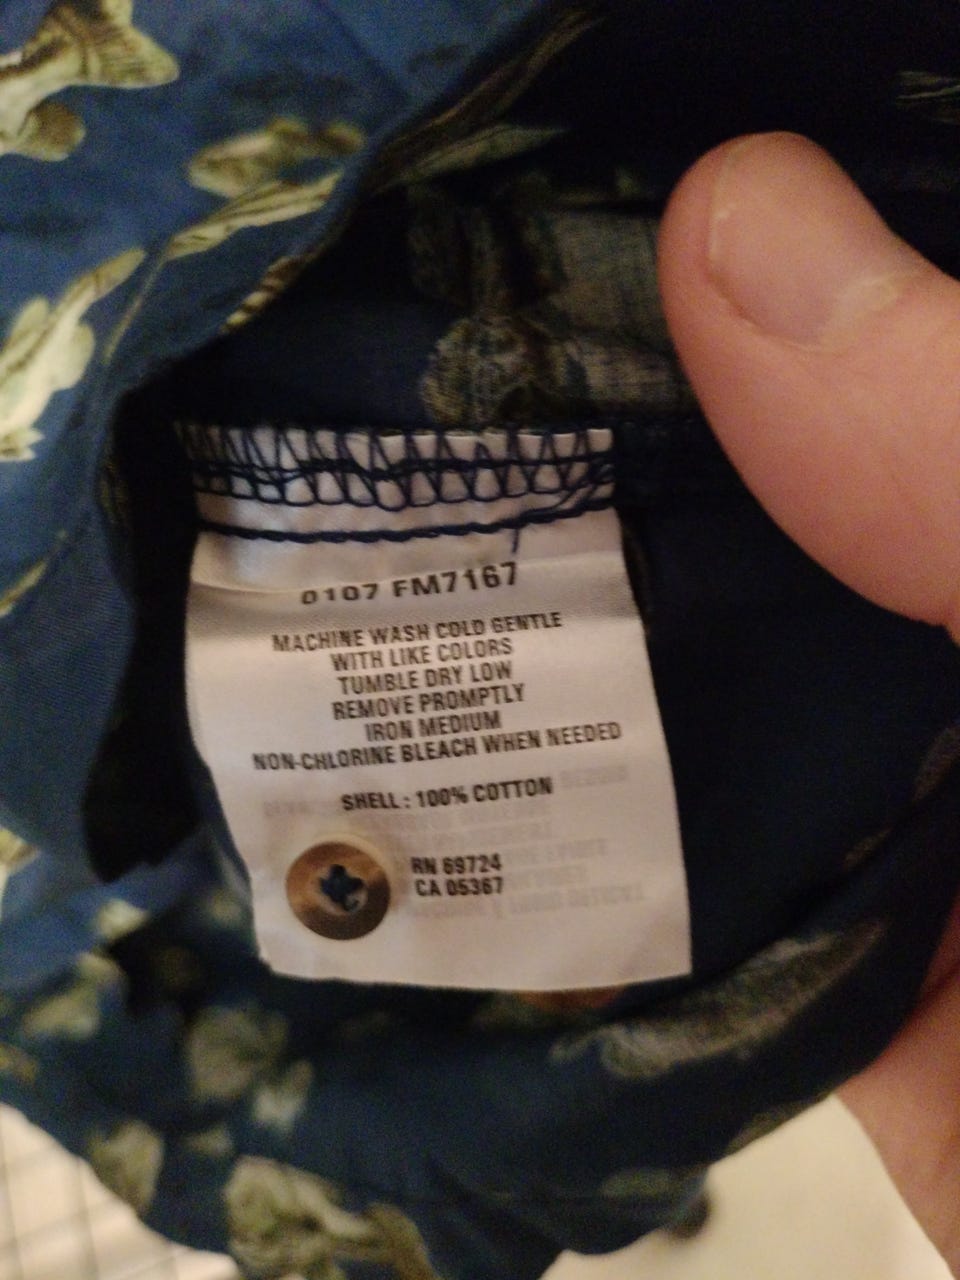 0107 FM7167
MACHINE WASH COLD GENTLE
WITH LIKE COLORS
TUMBLE DRY LOW
REMOVE PROMPTLY
IRON MEDIUM
NON-CHLORINE BLEACH WHEN NEEDED
SHELL : 100% COTTON
RN 69724
CA 05367